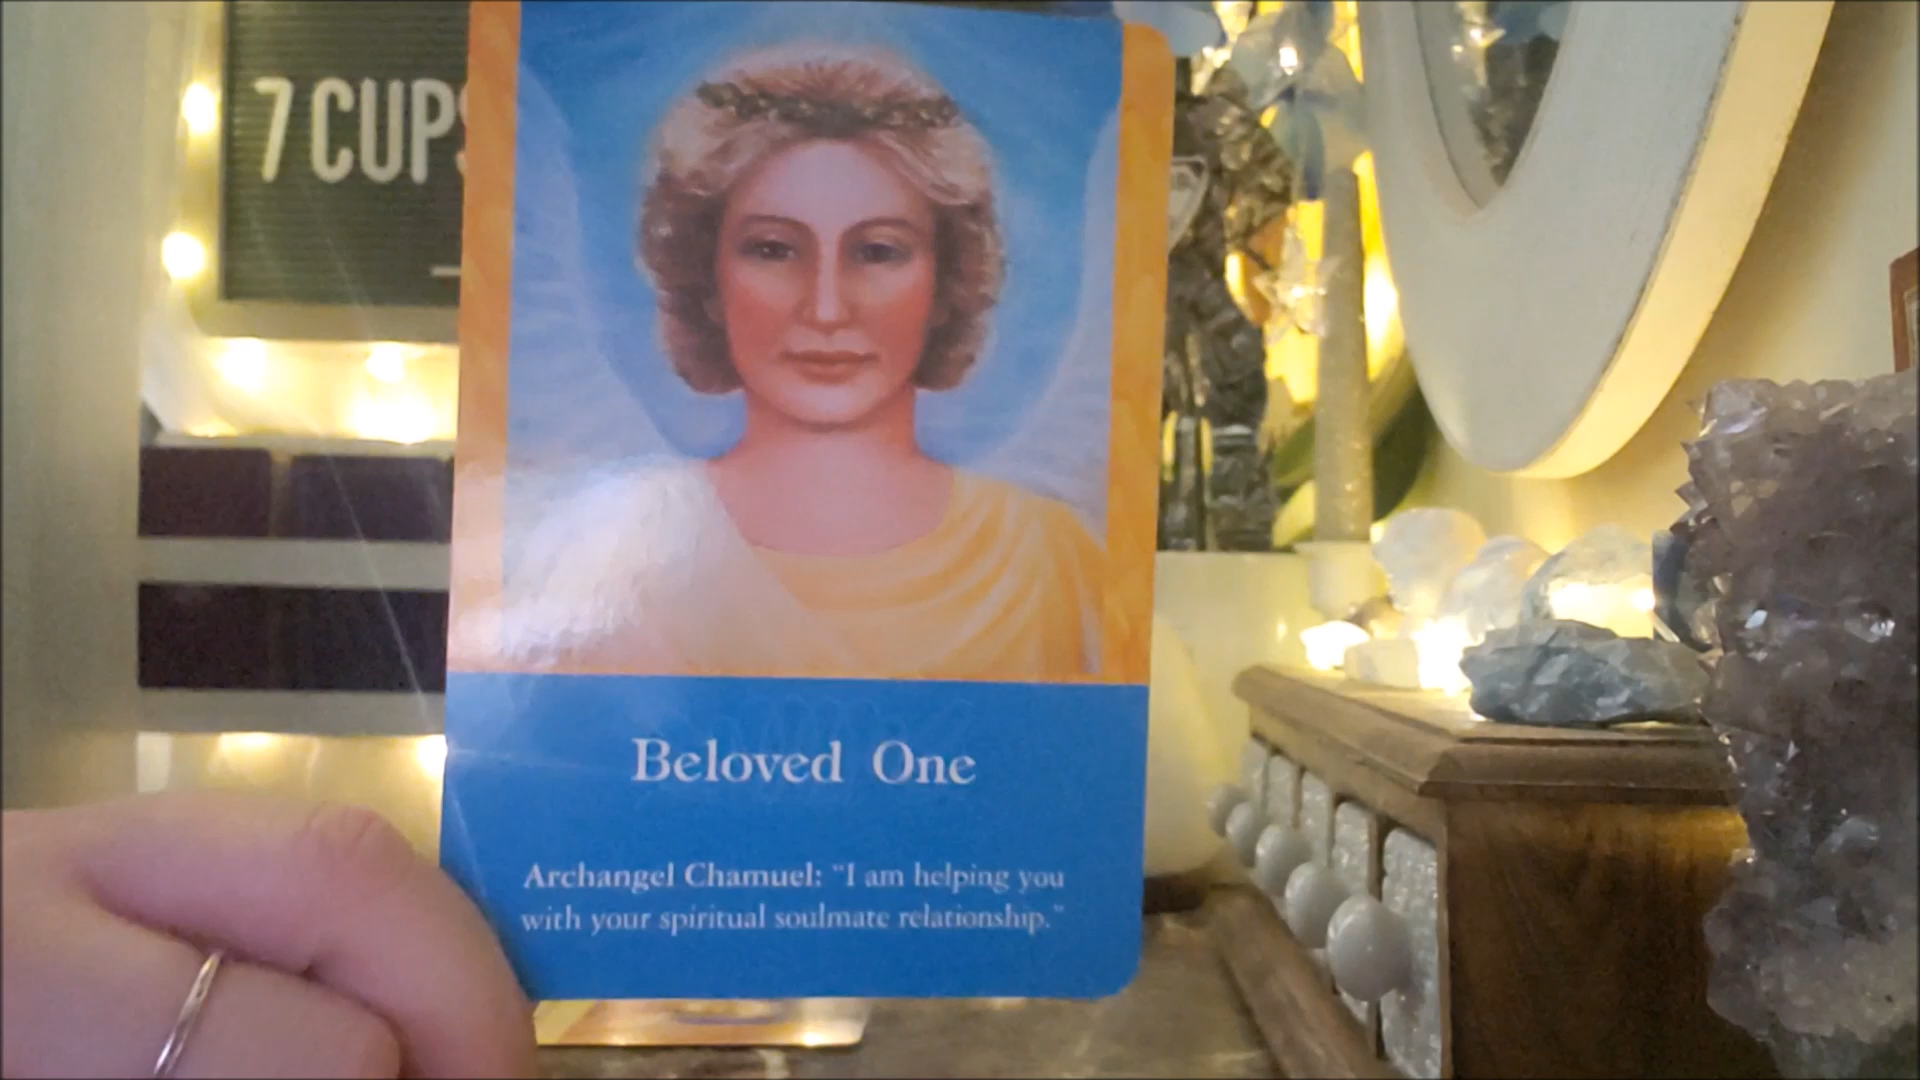 7 CUPS
Beloved One
Archangel Chamuel: "I am helping you
with your spiritual soulmate relationship."